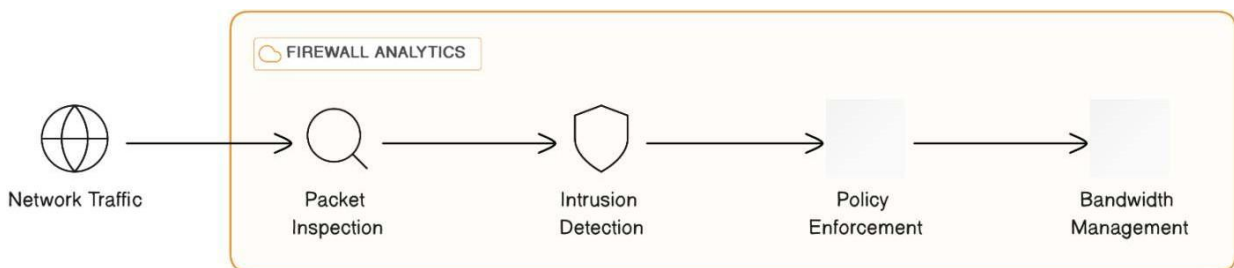 FIREWALL ANALYTICS
Network Traffic
Packet
Inspection
Intrusion
Detection
Policy
Enforcement
Bandwidth
Management